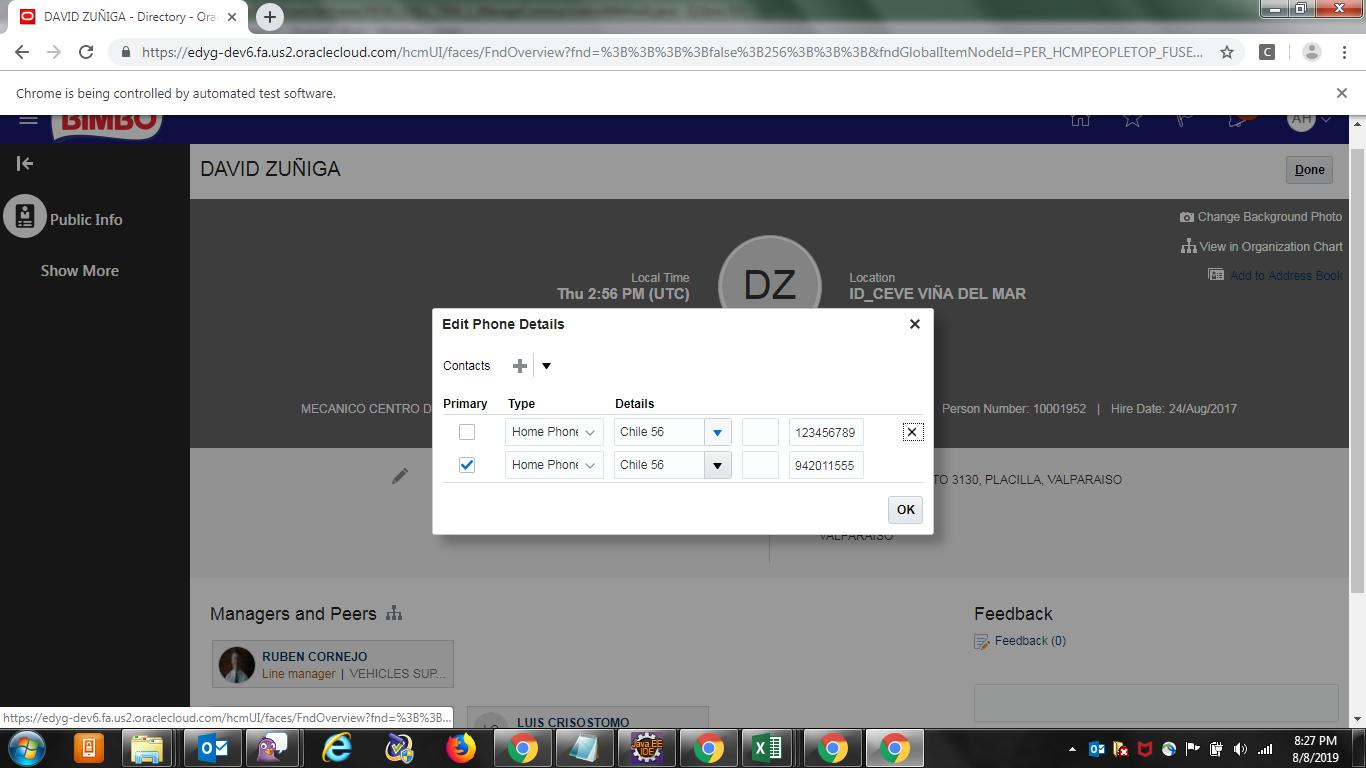 DAVID ZUÑIGA - Directory - Ora
https://edyg-dev6.fa.us2.oraclecloud.com/hcmUI/faces/FndOverview?fnd=%3B%3B%3B%3Bfalse%3B256%3B%3B%3B&fndGlobalItemNodeId=PER_HCMPEOPLETOP_FUSE...
C
Chrome is being controlled by automated test software.
BIMBO
AH
DAVID ZUÑIGA
Done
Public Info
Show More
Change Background Photo
View in Organization Chart
Add to Address Book
Local Time
Thu 2:56 PM (UTC)
DZ
Location
ID_CEVE VIÑA DEL MAR
Edit Phone Details
Contacts
Primary Type Details
Home Phone Chile 56 123456789
Home Phone Chile 56 942011555
OK
MECANICO CENTRO D
Person Number: 10001952 | Hire Date: 24/Aug/2017
TO 3130, PLACILLA, VALPARAISO
VALPARAISO
Managers and Peers
RUBEN CORNEJO
Line manager | VEHICLES SUP...
LUIS CRISOSTOMO
Feedback
Feedback (0)
https://edyg-dev6.fa.us2.oraclecloud.com/hcmUI/faces/FndOverview?fnd=%3B%3B...
Java EE
IDE
8:27 PM
8/8/2019